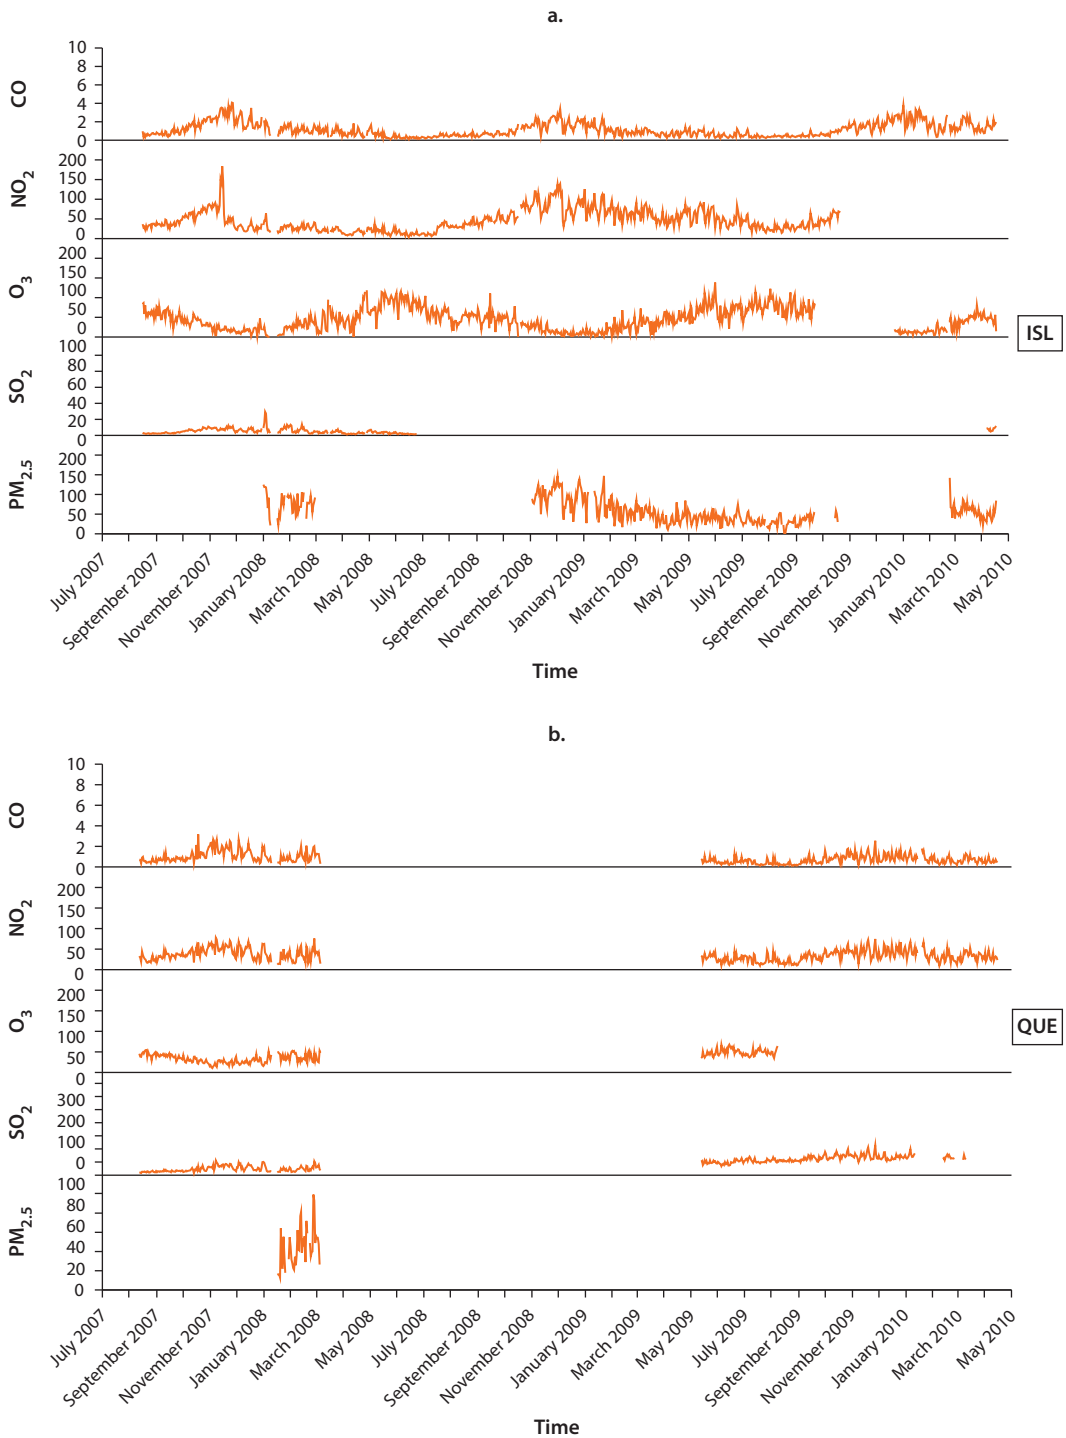 a.
CO
10
8
6
4
2
0
NO2
200
150
100
50
0
O3
200
150
100
50
0
ISL
SO2
100
80
60
40
20
0
PM2.5
200
150
100
50
0
July 2007
September 2007
November 2007
January 2008
March 2008
May 2008
July 2008
September 2008
November 2008
January 2009
March 2009
May 2009
July 2009
September 2009
November 2009
January 2010
March 2010
May 2010
Time
b.
CO
10
8
6
4
2
0
NO2
200
150
100
50
0
O3
200
150
100
50
0
QUE
SO2
300
200
100
0
PM2.5
100
80
60
40
20
0
July 2007
September 2007
November 2007
January 2008
March 2008
May 2008
July 2008
September 2008
November 2008
January 2009
March 2009
May 2009
July 2009
September 2009
November 2009
January 2010
March 2010
May 2010
Time